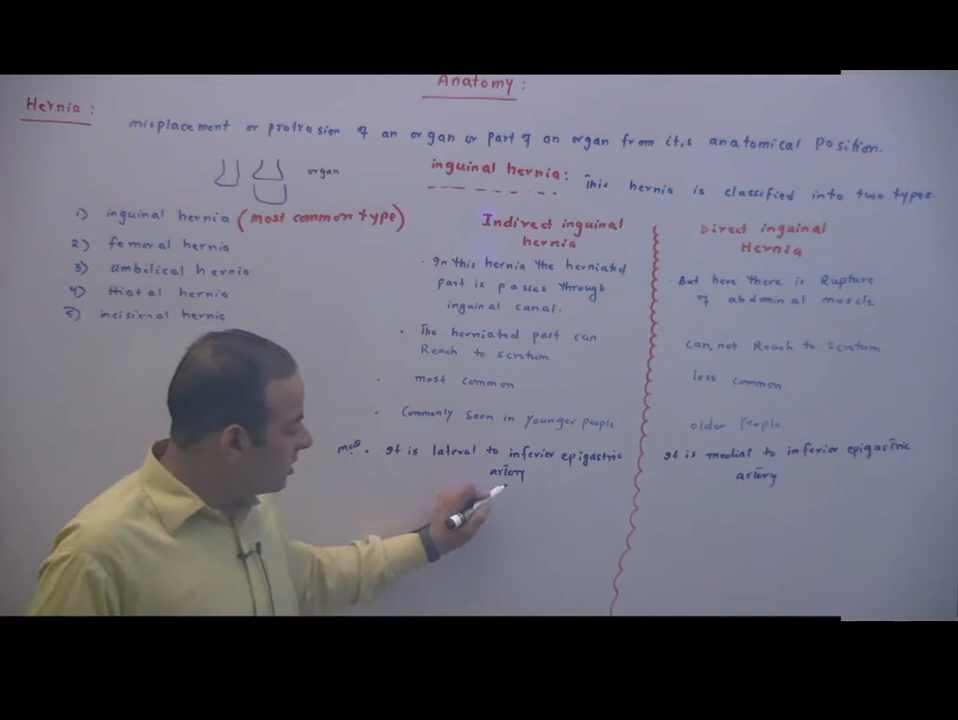 Anatomy :
Hernia :
misplacement or protrusion of an organ or part of an organ from it,s anatomical Position.
organ
inguinal hernia : This hernia is classified into two types.
1) inguinal hernia (most common type)
2) femoral hernia
3) umbilical hernia
4) Hiatal hernia
5) incisional hernia
Indirect inguinal
hernia
. In this hernia the herniated
part is passes through
inguinal canal.
. The herniated part can
Reach to scrotum
. most common
. Commonly seen in younger people
. It is lateral to inferior epigastric
artery
Direct inguinal
Hernia
. But here there is Rupture
of abdominal muscle
can, not Reach to Scrotum.
less common
older People.
It is medial to inferior epigastric
artery